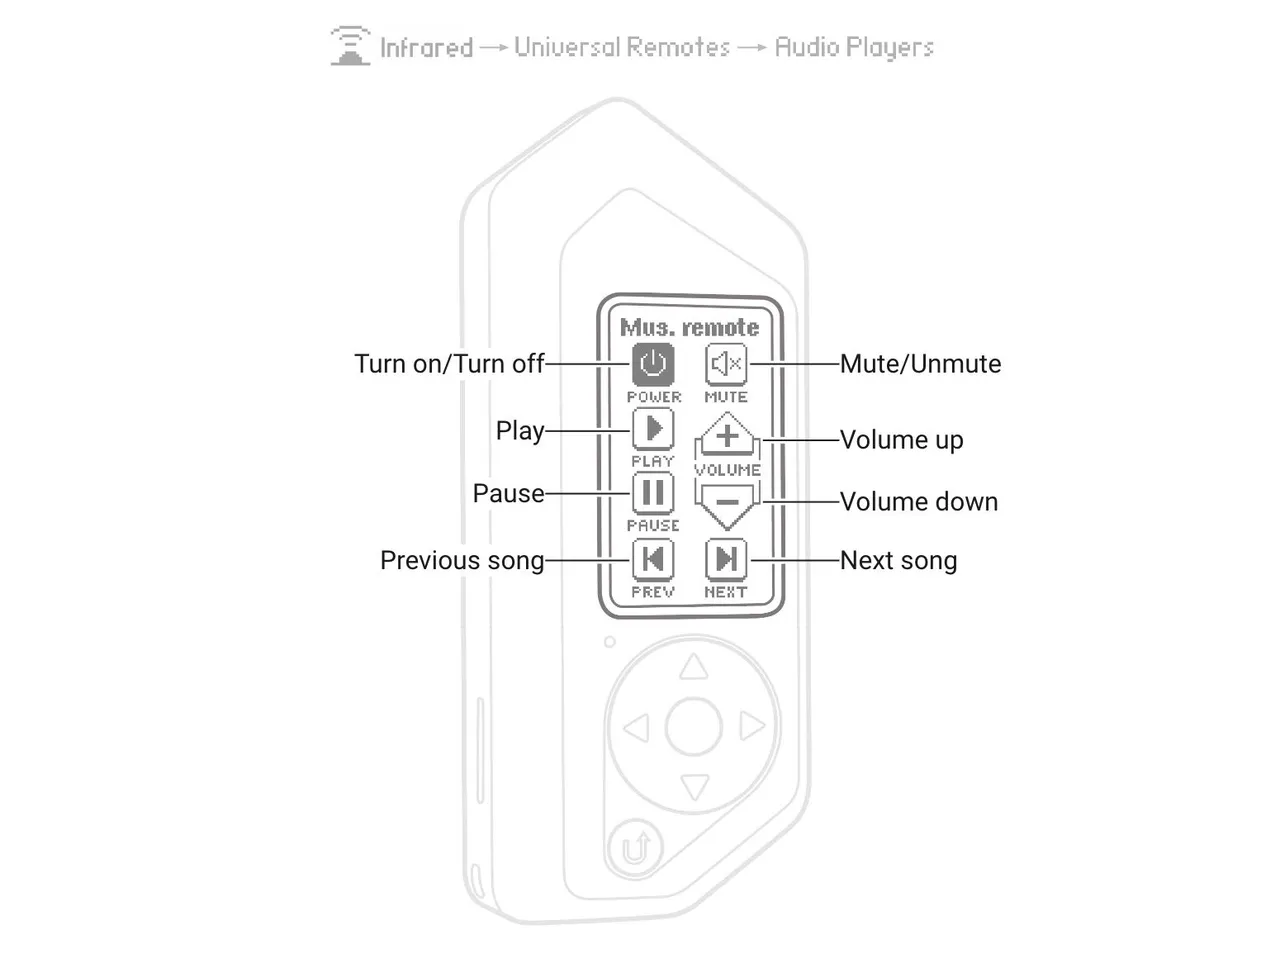 Infrared → Universal Remotes → Audio Players
Mus. remote
Turn on/Turn off
POWER
MUTE
Mute/Unmute
Play
PLAY
Volume up
VOLUME
Pause
PAUSE
Volume down
Previous song
PREV
NEXT
Next song